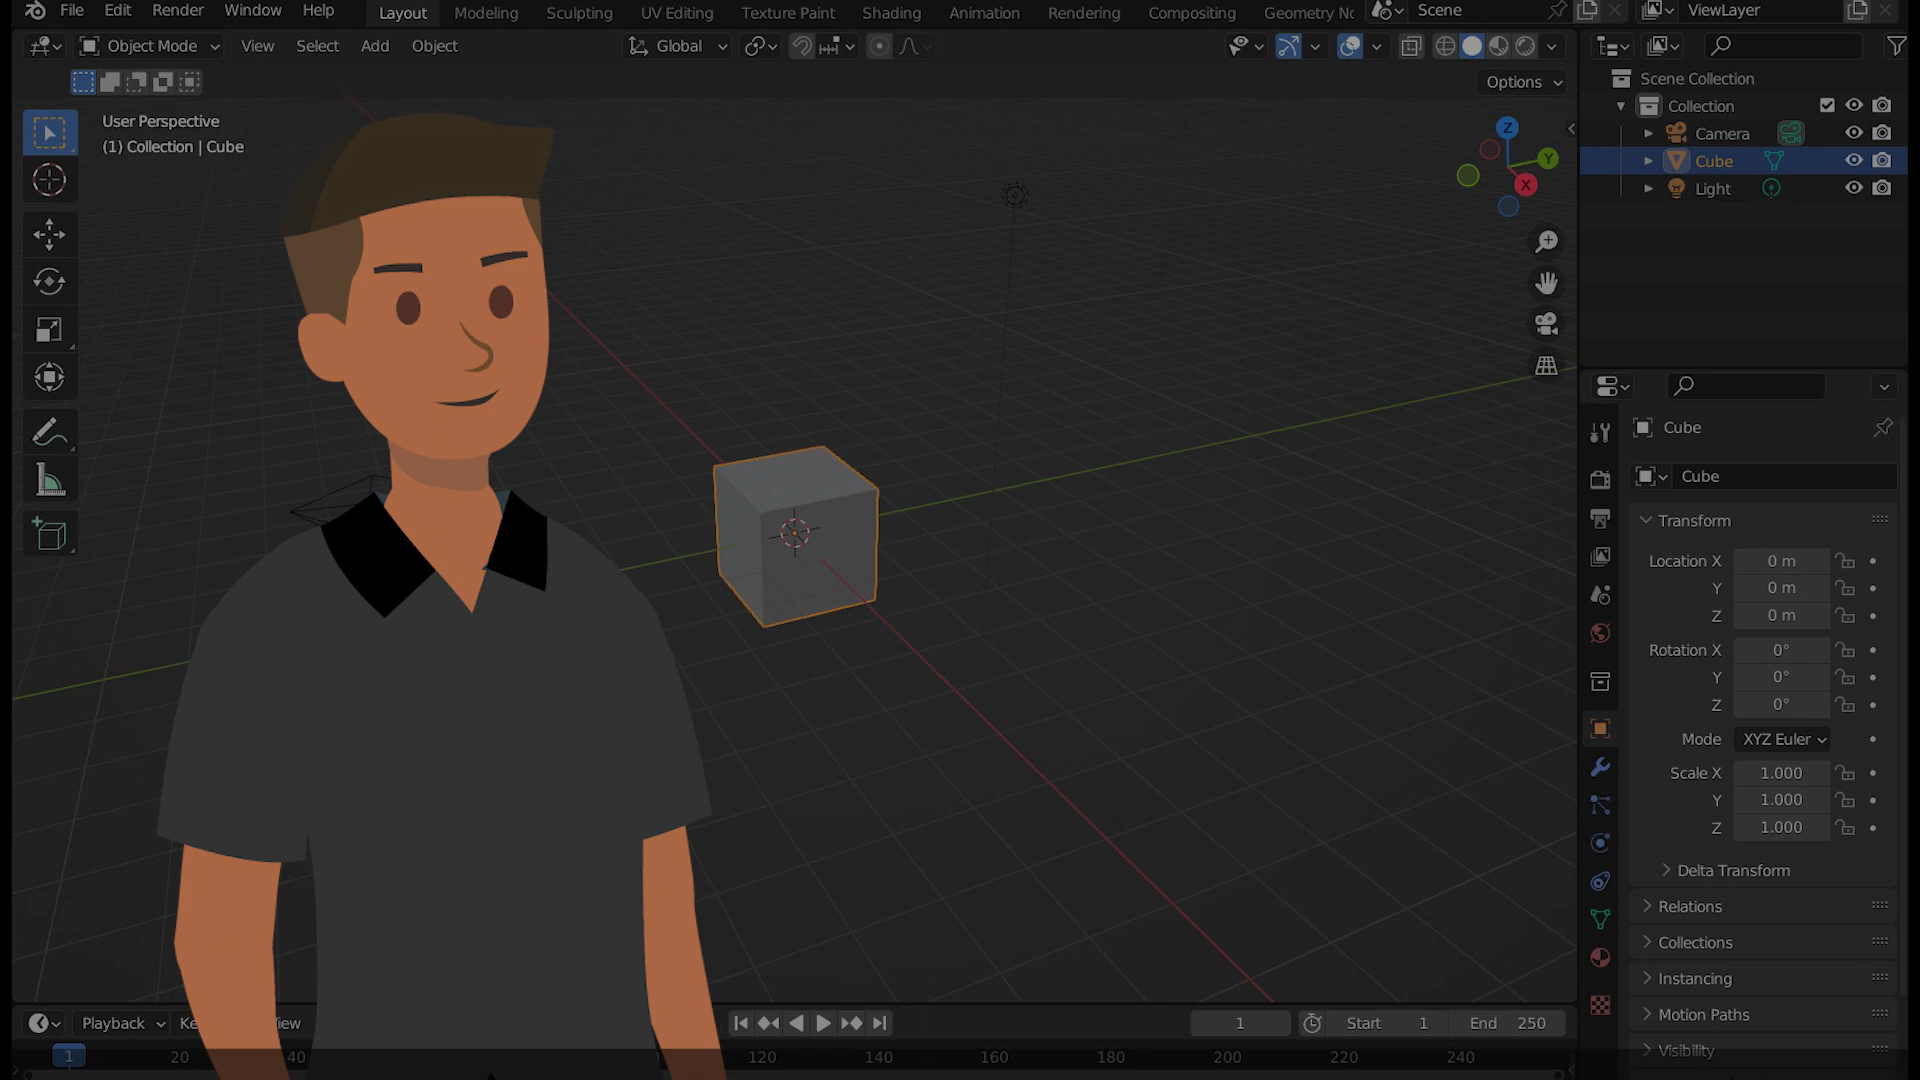 File Edit Render Window Help Layout Modeling Sculpting UV Editing Texture Paint Shading Animation Rendering Compositing Geometry Nc Scene ViewLayer
Object Mode View Select Add Object Global
Options
User Perspective
(1) Collection | Cube
Z
Y
X
Scene Collection
Collection
Camera
Cube
Light
Cube
Cube
Transform
Location X 0 m
Y 0 m
Z 0 m
Rotation X 0°
Y 0°
Z 0°
Mode XYZ Euler
Scale X 1.000
Y 1.000
Z 1.000
Delta Transform
Relations
Collections
Instancing
Motion Paths
Visibility
Playback Ke View 1 Start 1 End 250
1 20 40 120 140 160 180 200 220 240